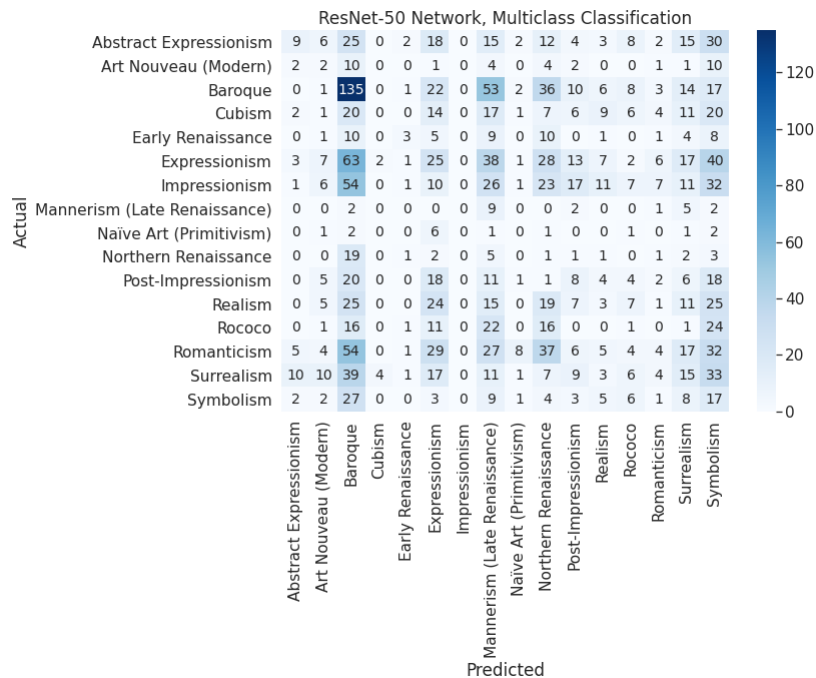 ResNet-50 Network, Multiclass Classification
Abstract Expressionism 9 6 25 0 2 18 0 15 2 12 4 3 8 2 15 30
Art Nouveau (Modern) 2 2 10 0 0 1 0 4 0 4 2 0 0 1 1 10
Baroque 0 1 135 0 1 22 0 53 2 36 10 6 8 3 14 17
Cubism 2 1 20 0 0 14 0 17 1 7 6 9 6 4 11 20
Early Renaissance 0 1 10 0 3 5 0 9 0 10 0 1 0 1 4 8
Expressionism 3 7 63 2 1 25 0 38 1 28 13 7 2 6 17 40
Impressionism 1 6 54 0 1 10 0 26 1 23 17 11 7 7 11 32
Mannerism (Late Renaissance) 0 0 2 0 0 0 0 9 0 0 2 0 0 1 5 2
Naïve Art (Primitivism) 0 1 2 0 0 6 0 1 0 1 0 0 1 0 1 2
Northern Renaissance 0 0 19 0 1 2 0 5 0 1 1 1 0 1 2 3
Post-Impressionism 0 5 20 0 0 18 0 11 1 1 8 4 4 2 6 18
Realism 0 5 25 0 0 24 0 15 0 19 7 3 7 1 11 25
Rococo 0 1 16 0 1 11 0 22 0 16 0 0 1 0 1 24
Romanticism 5 4 54 0 1 29 0 27 8 37 6 5 4 4 17 32
Surrealism 10 10 39 4 1 17 0 11 1 7 9 3 6 4 15 33
Symbolism 2 2 27 0 0 3 0 9 1 4 3 5 6 1 8 17
Actual
Abstract Expressionism
Art Nouveau (Modern)
Baroque
Cubism
Early Renaissance
Expressionism
Impressionism
Mannerism (Late Renaissance)
Naïve Art (Primitivism)
Northern Renaissance
Post-Impressionism
Realism
Rococo
Romanticism
Surrealism
Symbolism
Predicted
120
100
80
60
40
20
0